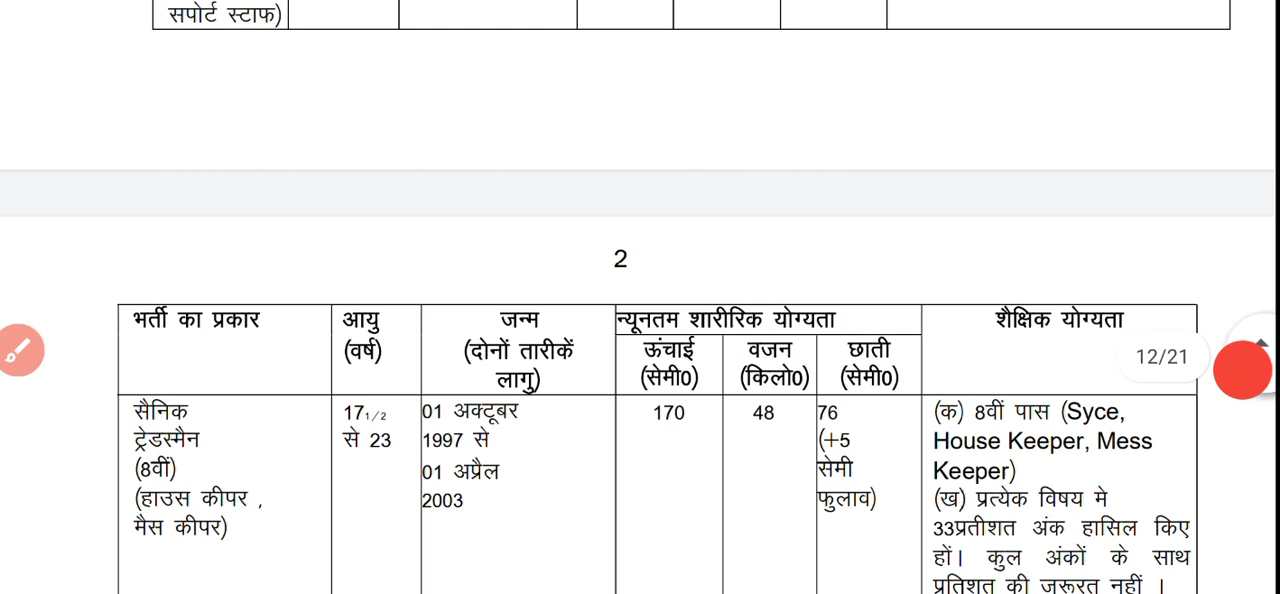 सपोर्ट स्टाफ)
2
भर्ती का प्रकार
आयु
(वर्ष)
जन्म
(दोनों तारीकें
लागु)
न्यूनतम शारीरिक योग्यता
ऊंचाई
(सेमी0)
वजन
(किलो0)
छाती
(सेमी0)
शैक्षिक योग्यता
12/21
सैनिक
ट्रेडस्मैन
(8वीं)
(हाउस कीपर ,
मैस कीपर)
17 1/2
से 23
01 अक्टूबर
1997 से
01 अप्रैल
2003
170
48
76
(+5
सेमी
फुलाव)
(क) 8वीं पास (Syce,
House Keeper, Mess
Keeper)
(ख) प्रत्येक विषय मे
33प्रतीशत अंक हासिल किए
हों। कुल अंकों के साथ
प्रतिशत की जरूरत नहीं ।